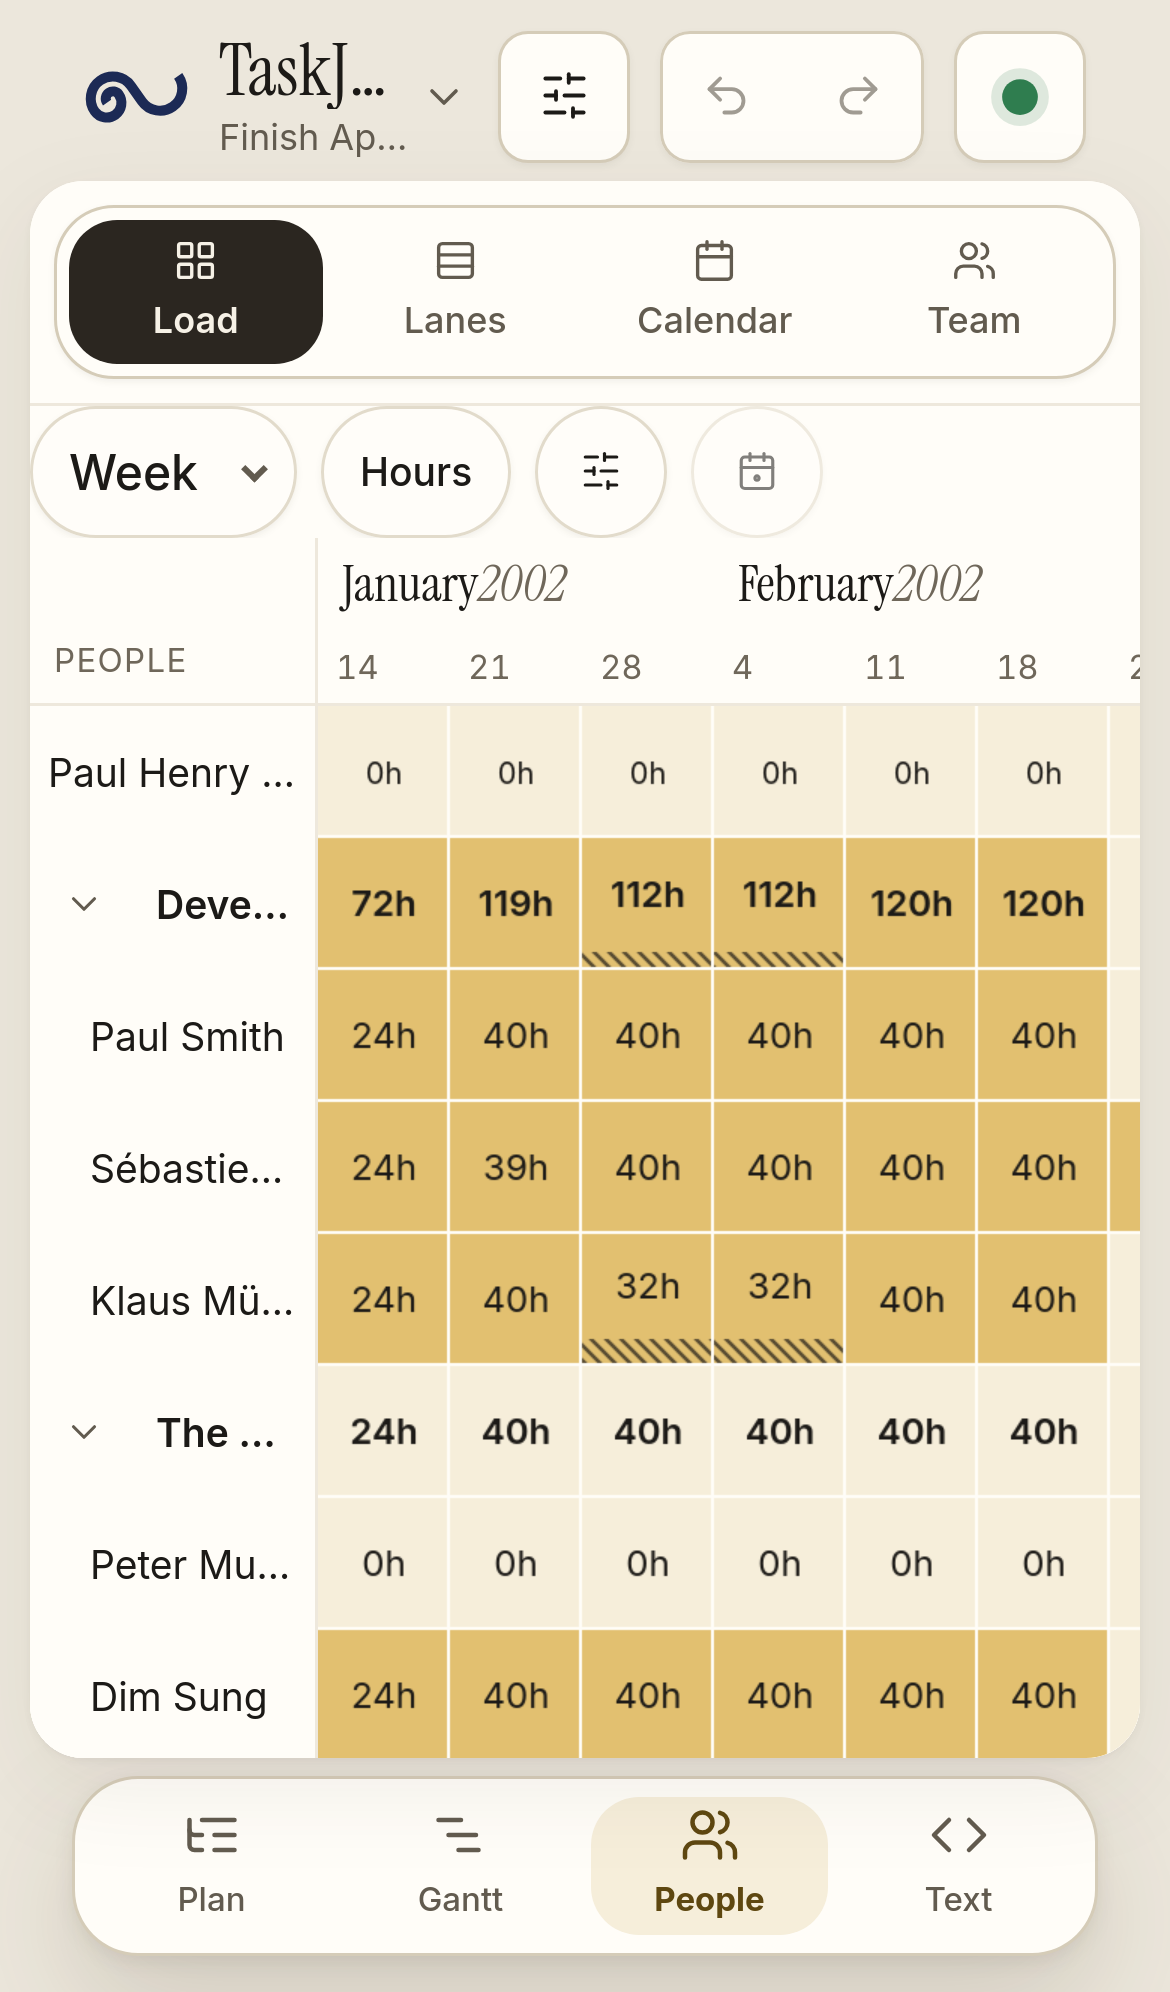 TaskJ...
Finish Ap...
Load
Lanes
Calendar
Team
Week
Hours
January2002 February2002
PEOPLE 14 21 28 4 11 18
Paul Henry ... 0h 0h 0h 0h 0h 0h
Deve... 72h 119h 112h 112h 120h 120h
Paul Smith 24h 40h 40h 40h 40h 40h
Sébastie... 24h 39h 40h 40h 40h 40h
Klaus Mü... 24h 40h 32h 32h 40h 40h
The ... 24h 40h 40h 40h 40h 40h
Peter Mu... 0h 0h 0h 0h 0h 0h
Dim Sung 24h 40h 40h 40h 40h 40h
Plan
Gantt
People
Text